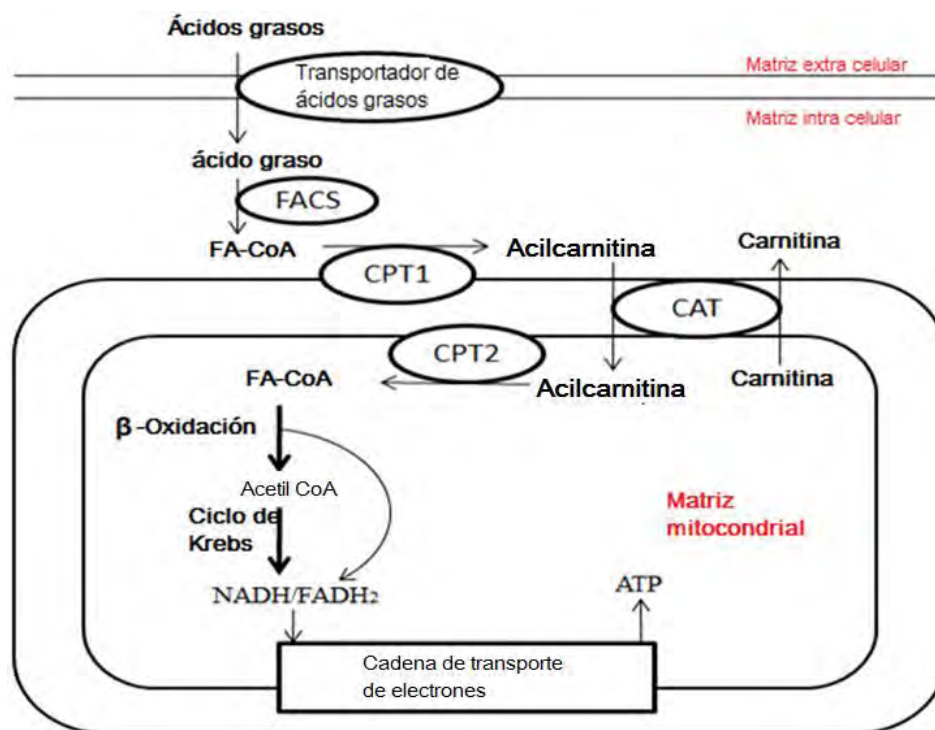 Ácidos grasos
Transportador de
ácidos grasos
Matriz extra celular
Matriz intra celular
ácido graso
FACS
FA-CoA
CPT1
Acilcarnitina
Carnitina
CAT
CPT2
FA-CoA
Acilcarnitina
Carnitina
β-Oxidación
Acetil CoA
Ciclo de
Krebs
Matriz
mitocondrial
NADH/FADH2
ATP
Cadena de transporte
de electrones